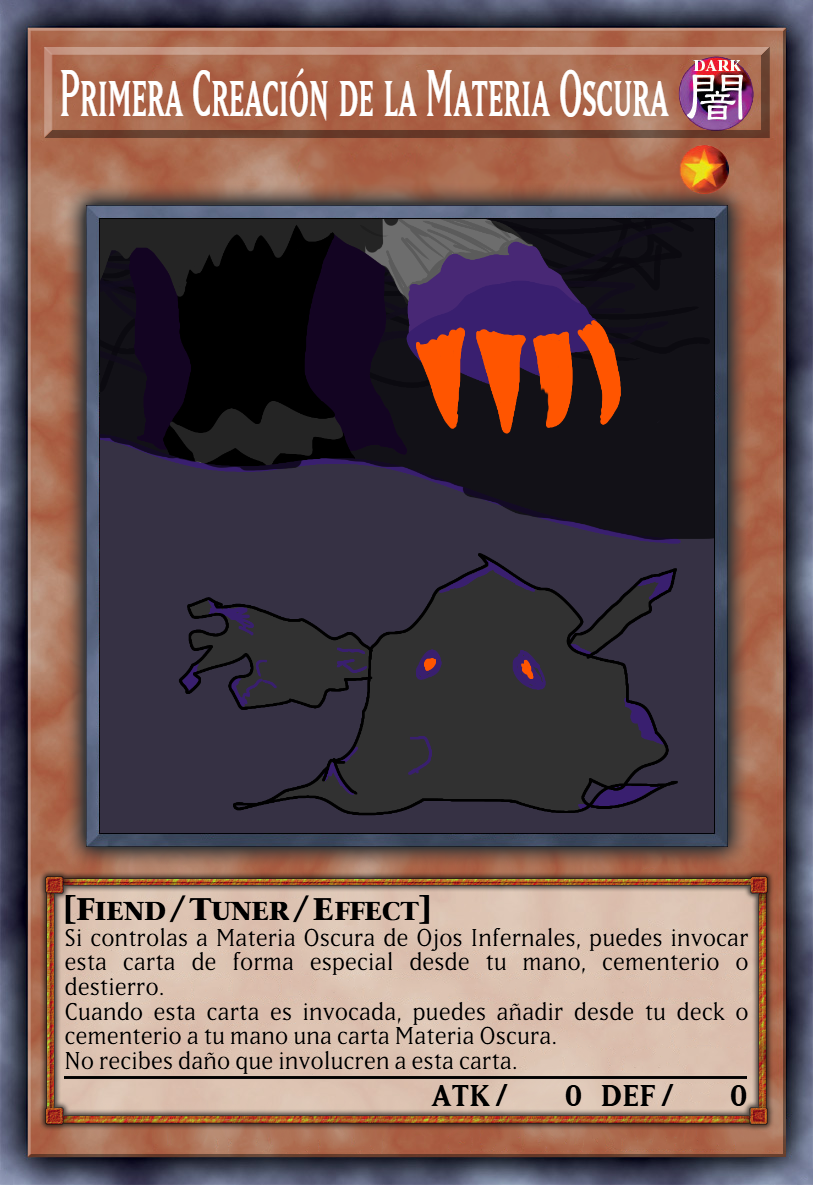 Primera Creación de la Materia Oscura
DARK
闇
[Fiend/Tuner/Effect]
Si controlas a Materia Oscura de Ojos Infernales, puedes invocar
esta carta de forma especial desde tu mano, cementerio o
destierro.
Cuando esta carta es invocada, puedes añadir desde tu deck o
cementerio a tu mano una carta Materia Oscura.
No recibes daño que involucren a esta carta.
ATK/ 0 DEF/ 0